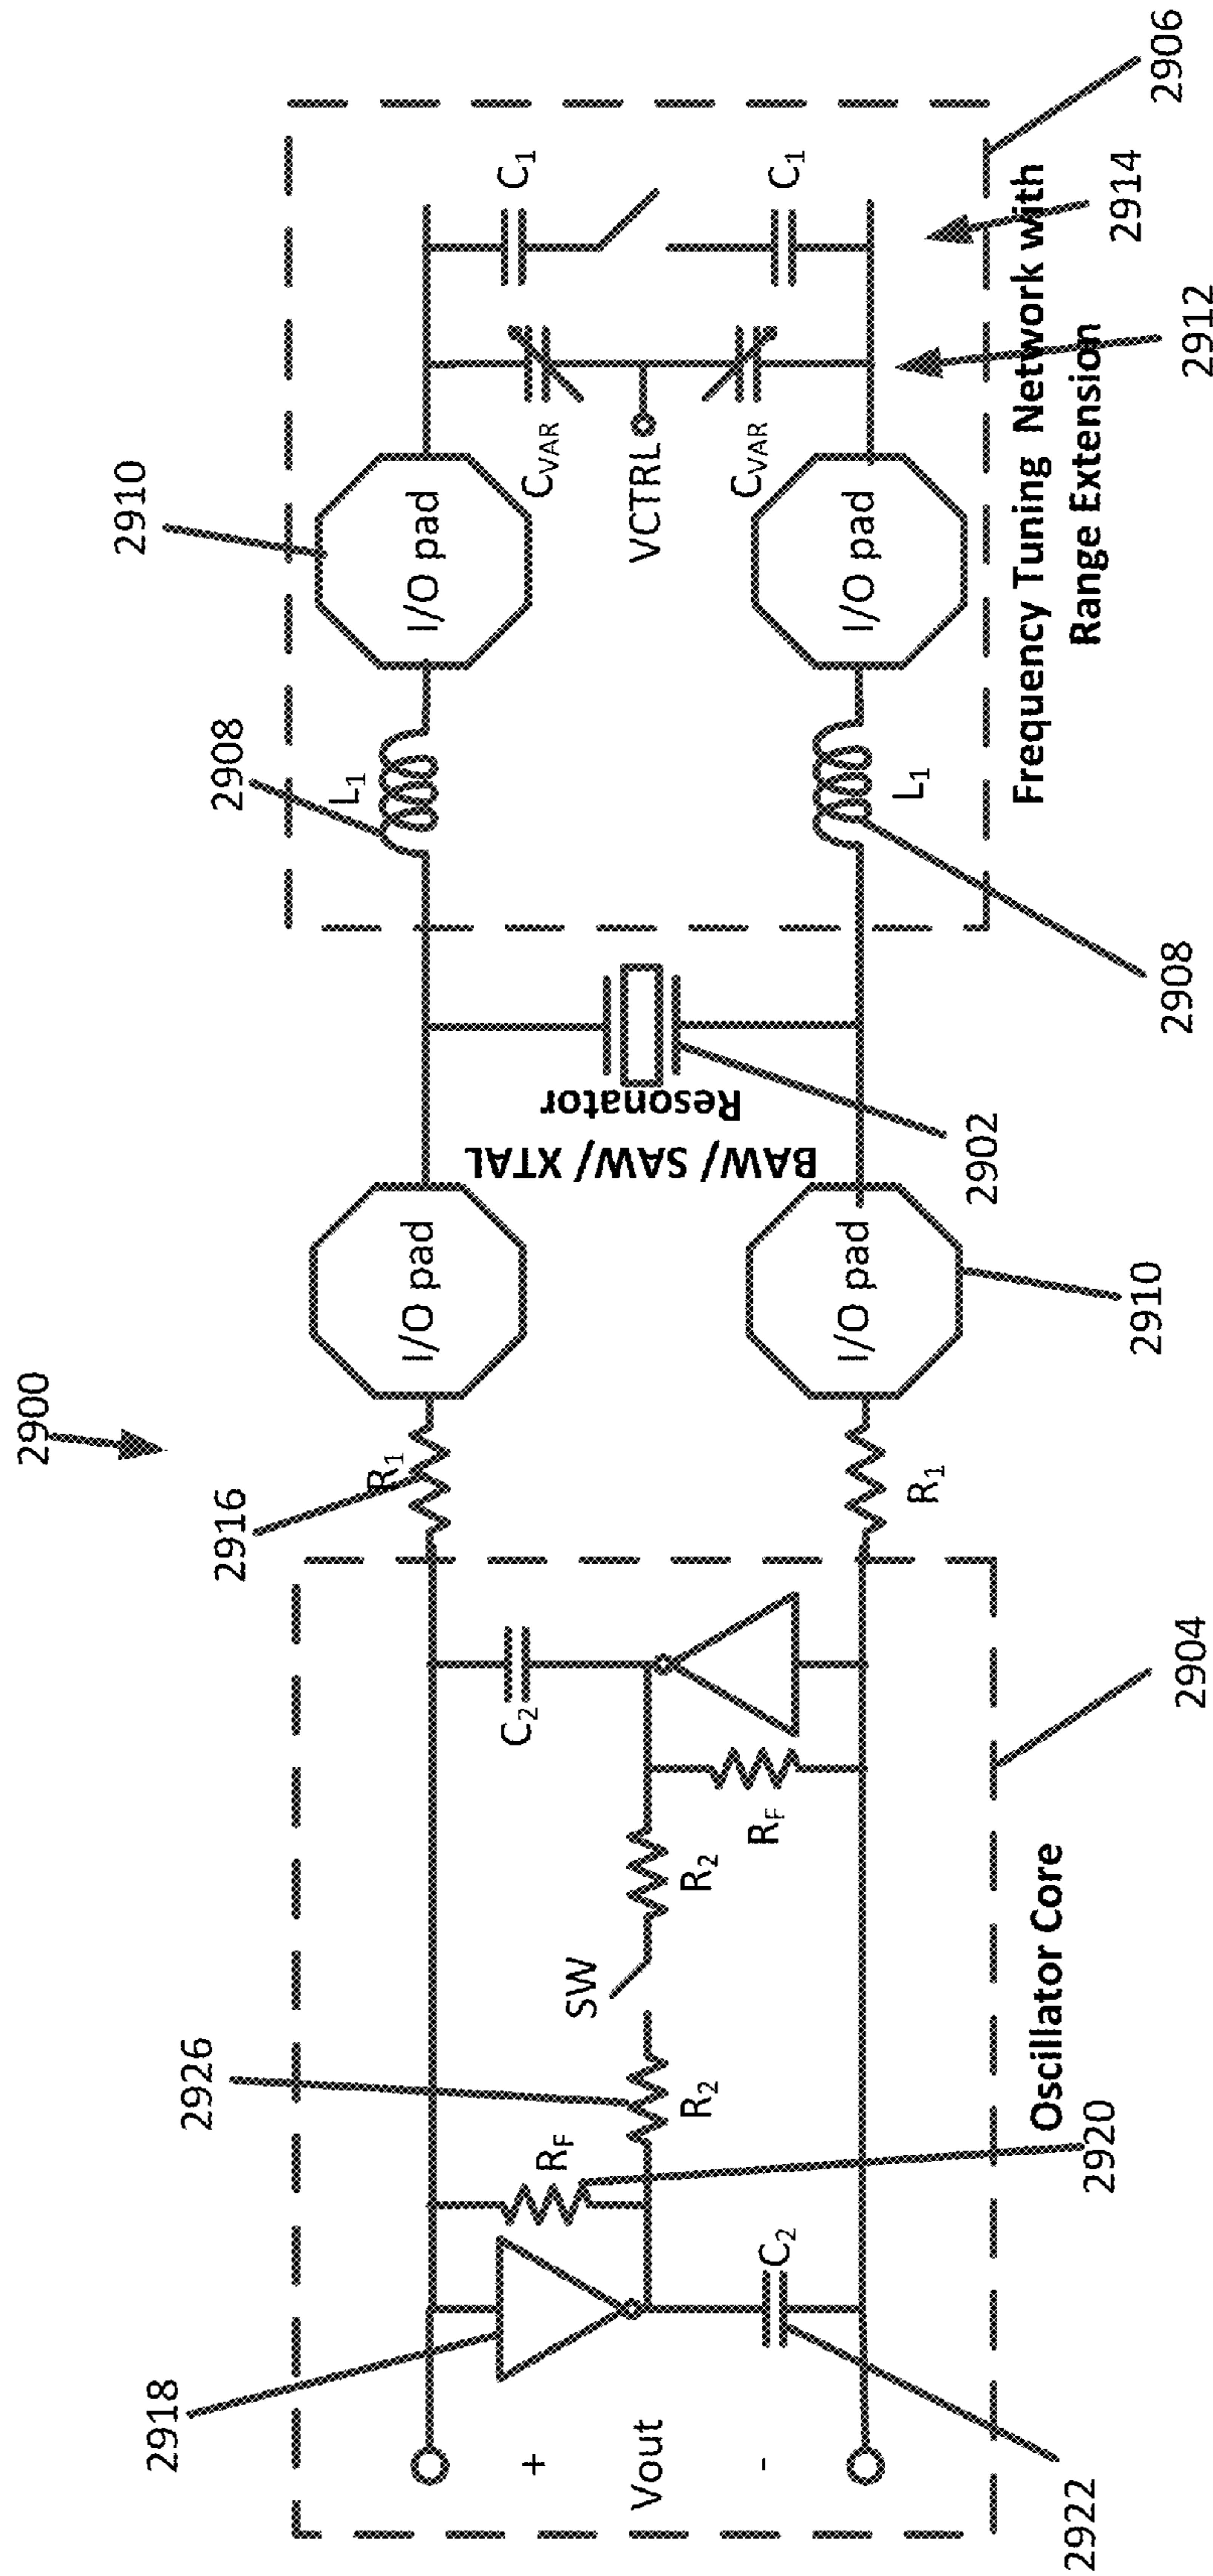 2900
2918
2926
2916
2908
2910
+
Vout
-
C2
RF
R2
SW
R2
RF
C2
R1
R1
I/O pad
I/O pad
BAW/ SAW/ XTAL
Resonator
L1
L1
I/O pad
I/O pad
CVAR
VCTRL
CVAR
C1
C1
2922
Oscillator Core
2920
2904
2910
2902
2908
Frequency Tuning Network with
Range Extension
2912
2914
2906